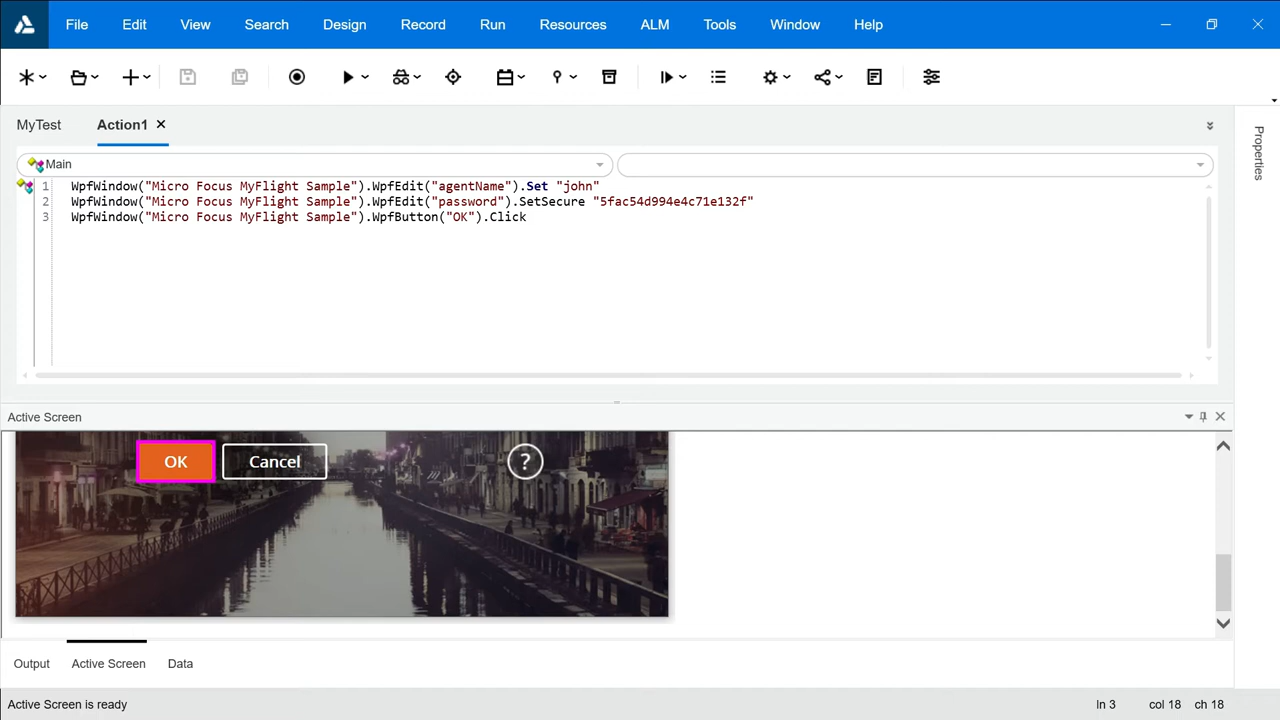 File Edit View Search Design Record Run Resources ALM Tools Window Help
MyTest Action1
Main
1 WpfWindow("Micro Focus MyFlight Sample").WpfEdit("agentName").Set "john"
2 WpfWindow("Micro Focus MyFlight Sample").WpfEdit("password").SetSecure "5fac54d994e4c71e132f"
3 WpfWindow("Micro Focus MyFlight Sample").WpfButton("OK").Click
Properties
Active Screen
OK Cancel ?
Output Active Screen Data
Active Screen is ready ln 3 col 18 ch 18